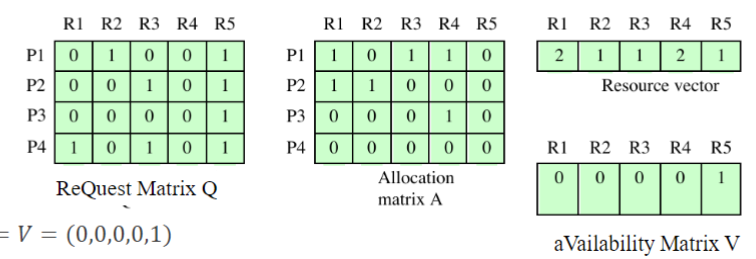 R1 R2 R3 R4 R5
P1 0 1 0 0 1
P2 0 0 1 0 1
P3 0 0 0 0 1
P4 1 0 1 0 1
ReQuest Matrix Q
R1 R2 R3 R4 R5
P1 1 0 1 1 0
P2 1 1 0 0 0
P3 0 0 0 1 0
P4 0 0 0 0 0
Allocation
matrix A
R1 R2 R3 R4 R5
2 1 1 2 1
Resource vector
R1 R2 R3 R4 R5
0 0 0 0 1
aVailability Matrix V
= V = (0,0,0,0,1)